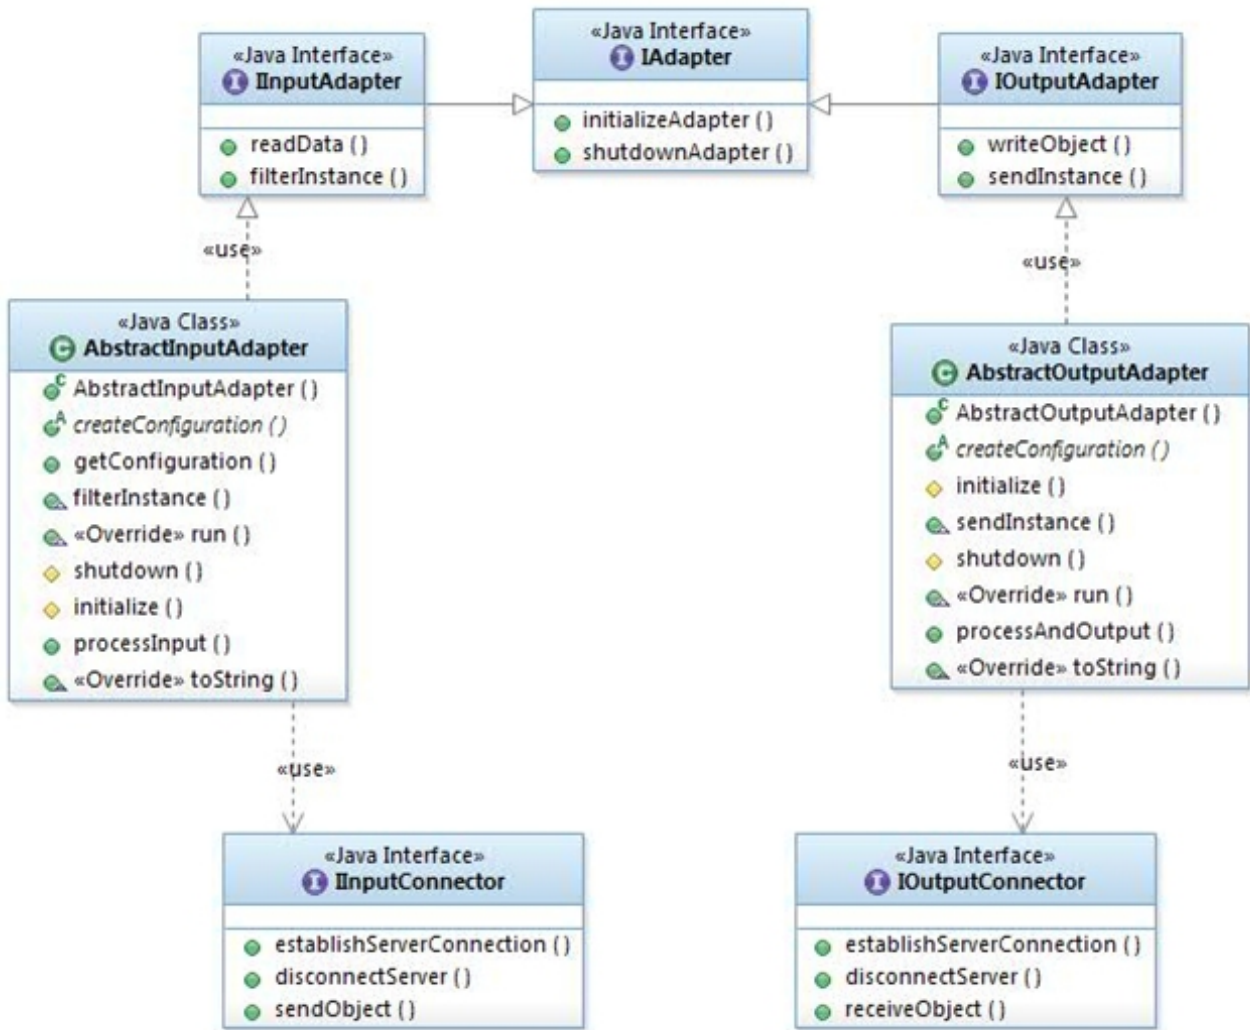 «Java Interface»
IInputAdapter
readData ( )
filterInstance ( )
«Java Interface»
IAdapter
initializeAdapter ( )
shutdownAdapter ( )
«Java Interface»
IOutputAdapter
writeObject ( )
sendInstance ( )
«use»
«use»
«Java Class»
AbstractInputAdapter
AbstractInputAdapter ( )
createConfiguration ( )
getConfiguration ( )
filterInstance ( )
«Override» run ( )
shutdown ( )
initialize ( )
processInput ( )
«Override» toString ( )
«Java Class»
AbstractOutputAdapter
AbstractOutputAdapter ( )
createConfiguration ( )
initialize ( )
sendInstance ( )
shutdown ( )
«Override» run ( )
processAndOutput ( )
«Override» toString ( )
«use»
«use»
«Java Interface»
IInputConnector
establishServerConnection ( )
disconnectServer ( )
sendObject ( )
«Java Interface»
IOutputConnector
establishServerConnection ( )
disconnectServer ( )
receiveObject ( )